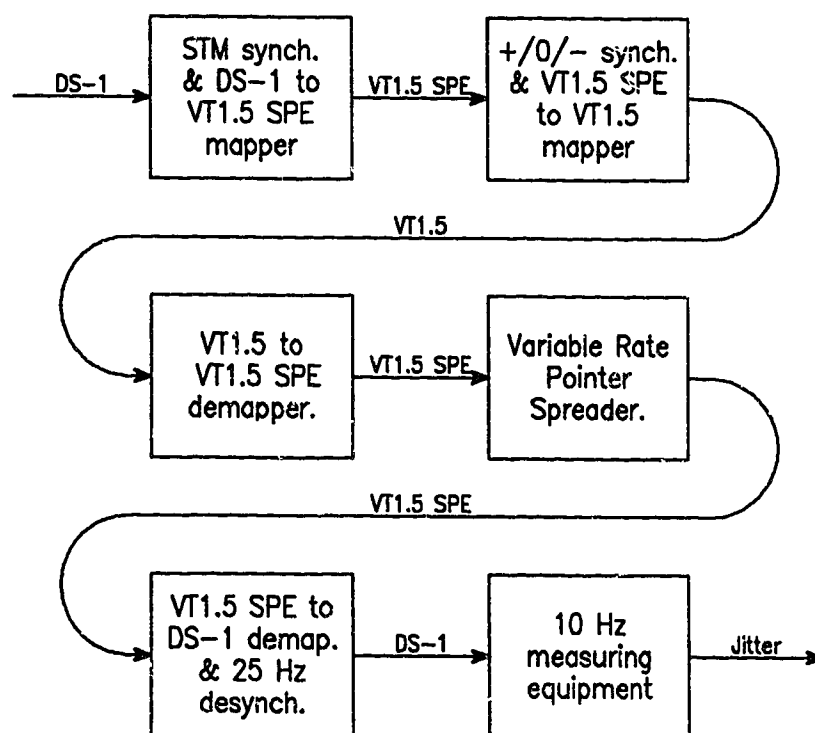 DS-1
STM synch.
& DS-1 to
VT1.5 SPE
mapper
VT1.5 SPE
+/0/- synch.
& VT1.5 SPE
to VT1.5
mapper
VT1.5
VT1.5 to
VT1.5 SPE
demapper.
VT1.5 SPE
Variable Rate
Pointer
Spreader.
VT1.5 SPE
VT1.5 SPE to
DS-1 demap.
& 25 Hz
desynch.
DS-1
10 Hz
measuring
equipment
Jitter